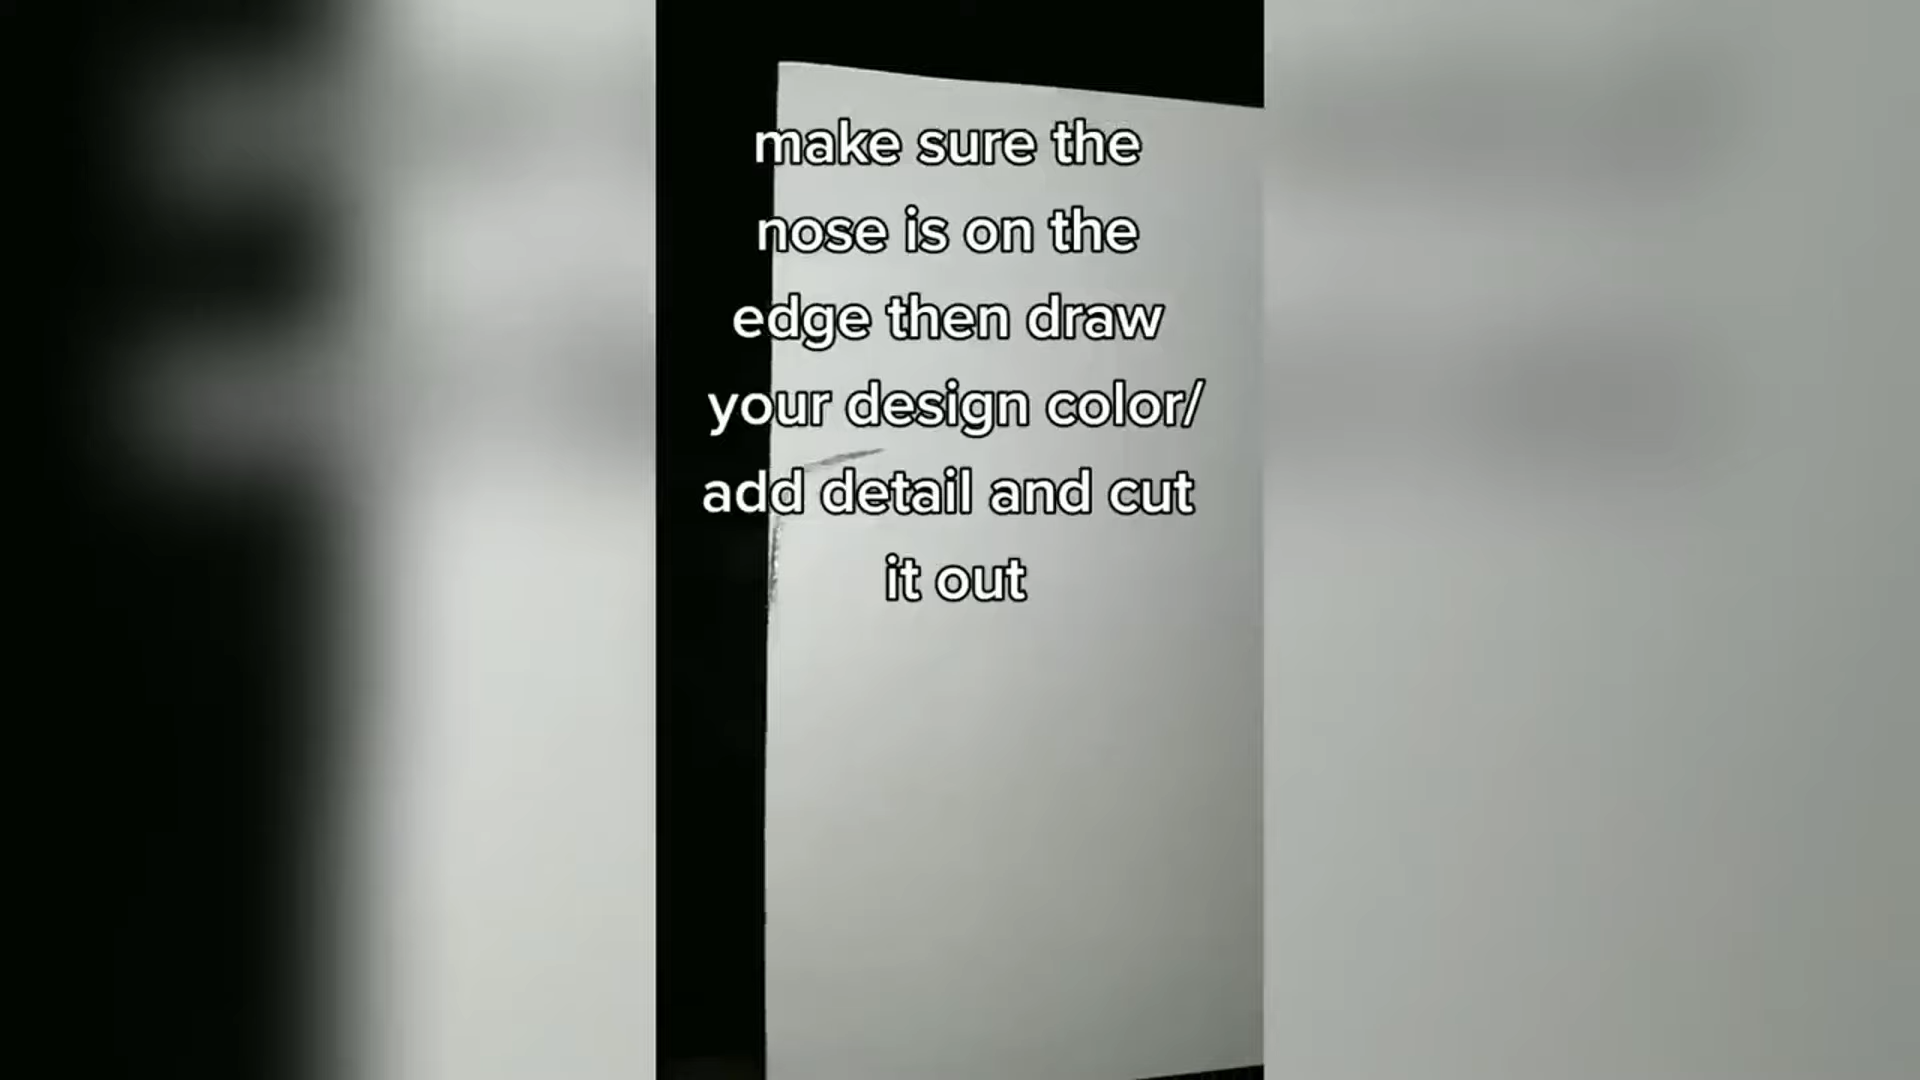 make sure the
nose is on the
edge then draw
your design color/
add detail and cut
it out